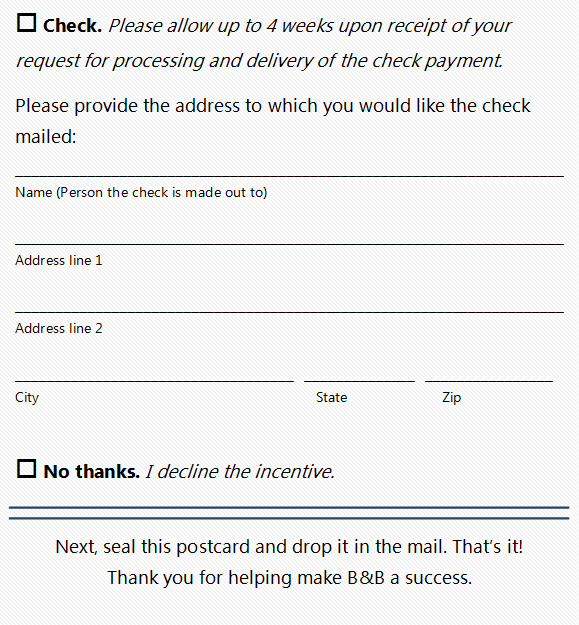 ☐ Check. Please allow up to 4 weeks upon receipt of your
request for processing and delivery of the check payment.
Please provide the address to which you would like the check
mailed:
Name (Person the check is made out to)
Address line 1
Address line 2
City State Zip
☐ No thanks. I decline the incentive.
Next, seal this postcard and drop it in the mail. That's it!
Thank you for helping make B&B a success.